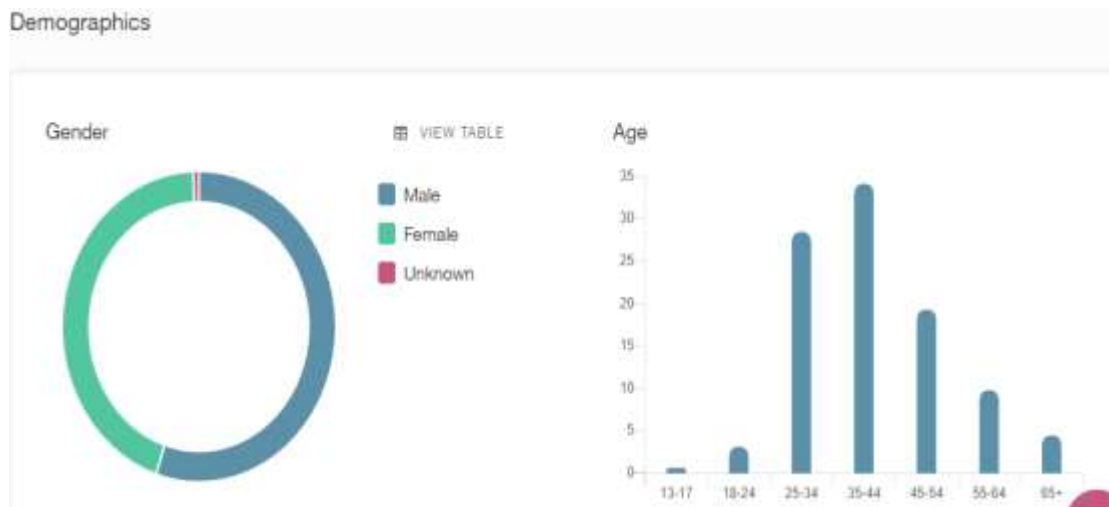 Demographics
Gender
VIEW TABLE
Male
Female
Unknown
Age
35
30
25
20
15
10
5
0
13-17
18-24
25-34
35-44
45-54
55-64
65+